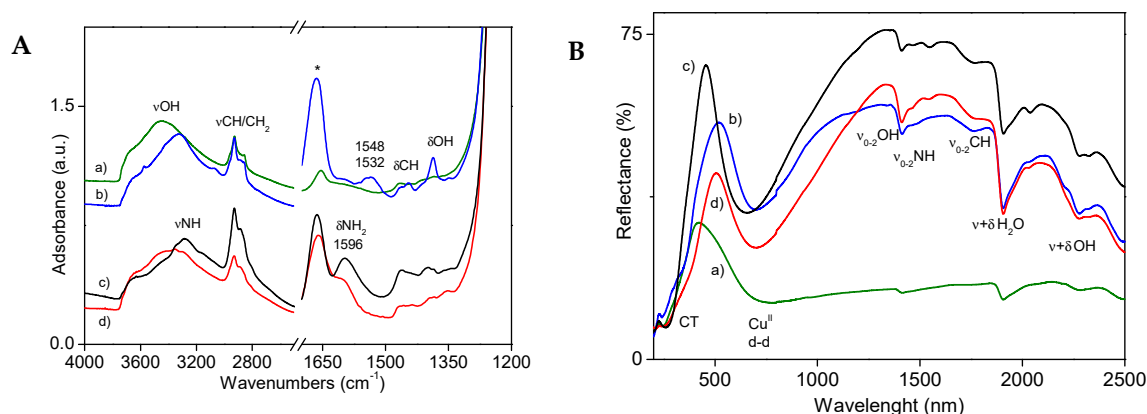 A
1.5
0.0
Adsorbance (a.u.)
νOH
νCH/CH2
*
1548
1532
δCH
δOH
a)
b)
νNH
δNH2
1596
c)
d)
4000 3600 3200 2800 1650 1500 1350 1200
Wavenumbers (cm-1)
B
75
0
Reflectance (%)
c)
b)
d)
a)
CT
CuII
d-d
ν0-2OH
ν0-2NH
ν0-2CH
ν+δ H2O
ν+δOH
500 1000 1500 2000 2500
Wavelenght (nm)